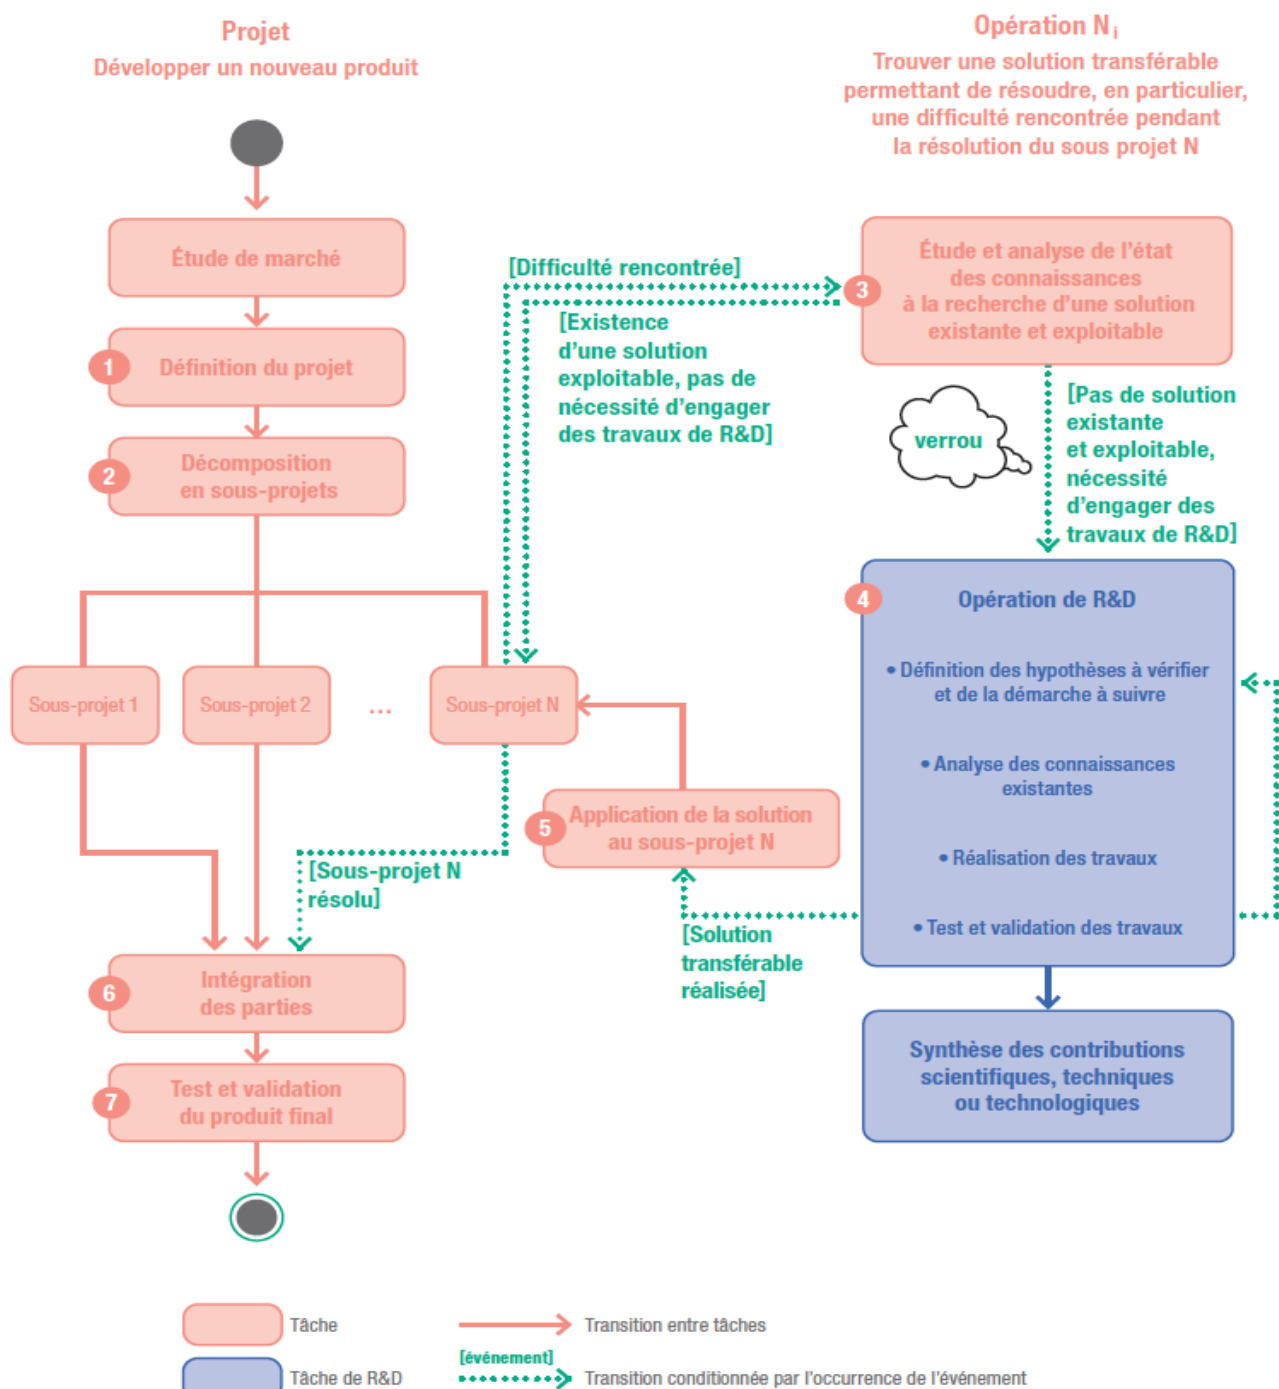 Projet
Développer un nouveau produit
Étude de marché
1
Définition du projet
2
Décomposition
en sous-projets
Sous-projet 1
Sous-projet 2
...
Sous-projet N
[Difficulté rencontrée]
[Existence
d'une solution
exploitable, pas de
nécessité d'engager
des travaux de R&D]
[Sous-projet N
résolu]
5
Application de la solution
au sous-projet N
[Solution
transférable
réalisée]
6
Intégration
des parties
7
Test et validation
du produit final
Opération N i
Trouver une solution transférable
permettant de résoudre, en particulier,
une difficulté rencontrée pendant
la résolution du sous projet N
3
Étude et analyse de l'état
des connaissances
à la recherche d'une solution
existante et exploitable
verrou
[Pas de solution
existante
et exploitable,
nécessité
d'engager des
travaux de R&D]
4
Opération de R&D
• Définition des hypothèses à vérifier
et de la démarche à suivre
• Analyse des connaissances
existantes
• Réalisation des travaux
• Test et validation des travaux
Synthèse des contributions
scientifiques, techniques
ou technologiques
Tâche
Transition entre tâches
Tâche de R&D
[événement]
Transition conditionnée par l'occurrence de l'événement